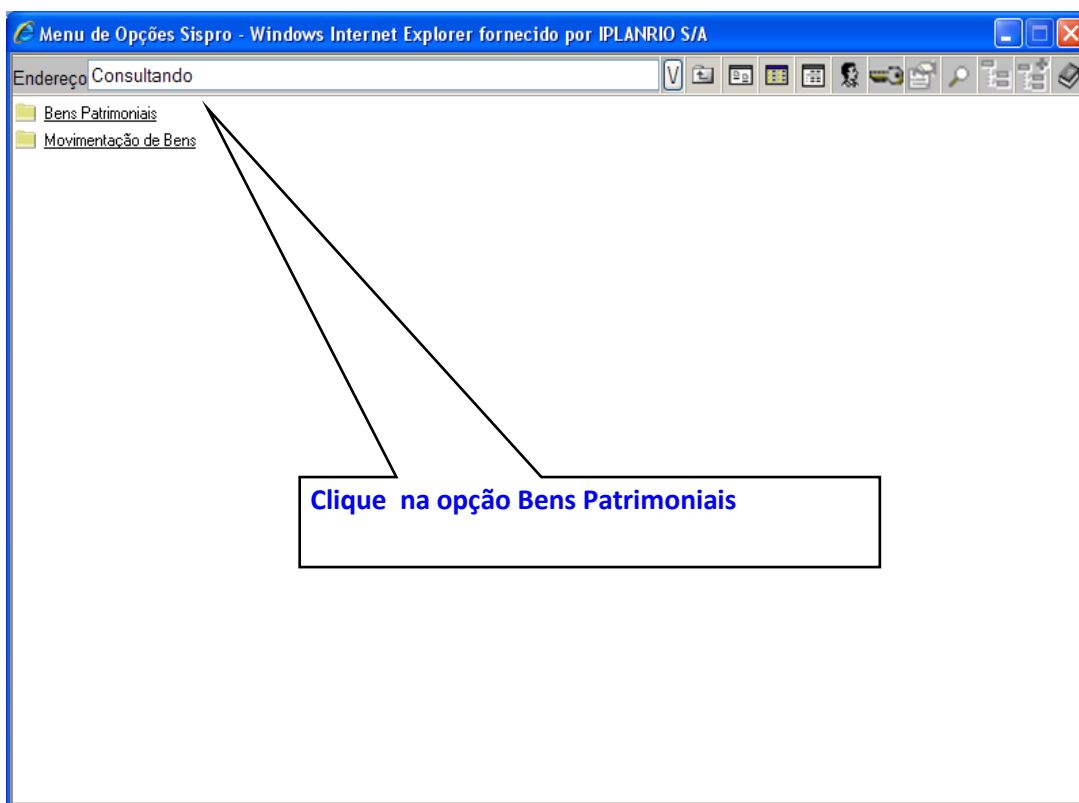 Menu de Opções Sispro - Windows Internet Explorer fornecido por IPLANRIO S/A
Endereço Consultando V
Bens Patrimoniais
Movimentação de Bens
Clique  na opção Bens Patrimoniais